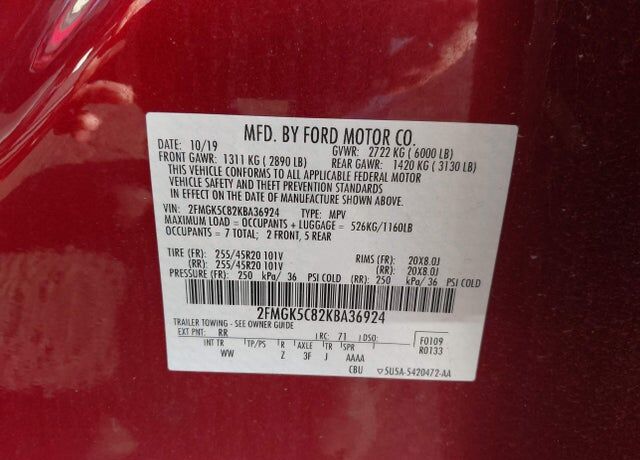 MFD. BY FORD MOTOR CO.
DATE: 10/19 GVWR: 2722 KG ( 6000 LB)
FRONT GAWR: 1311 KG ( 2890 LB) REAR GAWR: 1420 KG ( 3130 LB)
THIS VEHICLE CONFORMS TO ALL APPLICABLE FEDERAL MOTOR
VEHICLE SAFETY AND THEFT PREVENTION STANDARDS
IN EFFECT ON THE DATE OF MANUFACTURE SHOWN ABOVE.
VIN: 2FMGK5C82KBA36924 TYPE: MPV
MAXIMUM LOAD = OCCUPANTS + LUGGAGE = 526KG/1160LB
OCCUPANTS = 7 TOTAL; 2 FRONT, 5 REAR
TIRE (FR): 255/45R20 101V RIMS (FR): 20X8.0J
(RR): 255/45R20 101V (RR): 20X8.0J
PRESSURE (FR) 250 kPa/ 36 PSI COLD (RR): 250 kPa/ 36 PSI COLD
2FMGK5C82KBA36924
TRAILER TOWING - SEE OWNER GUIDE
EXT PNT: RR RC: 71 DSO: F0109
INT TR TP/PS R AXLE TR SPR R0133
WW Z 3F J AAAA
CBU 5U5A-5420472-AA